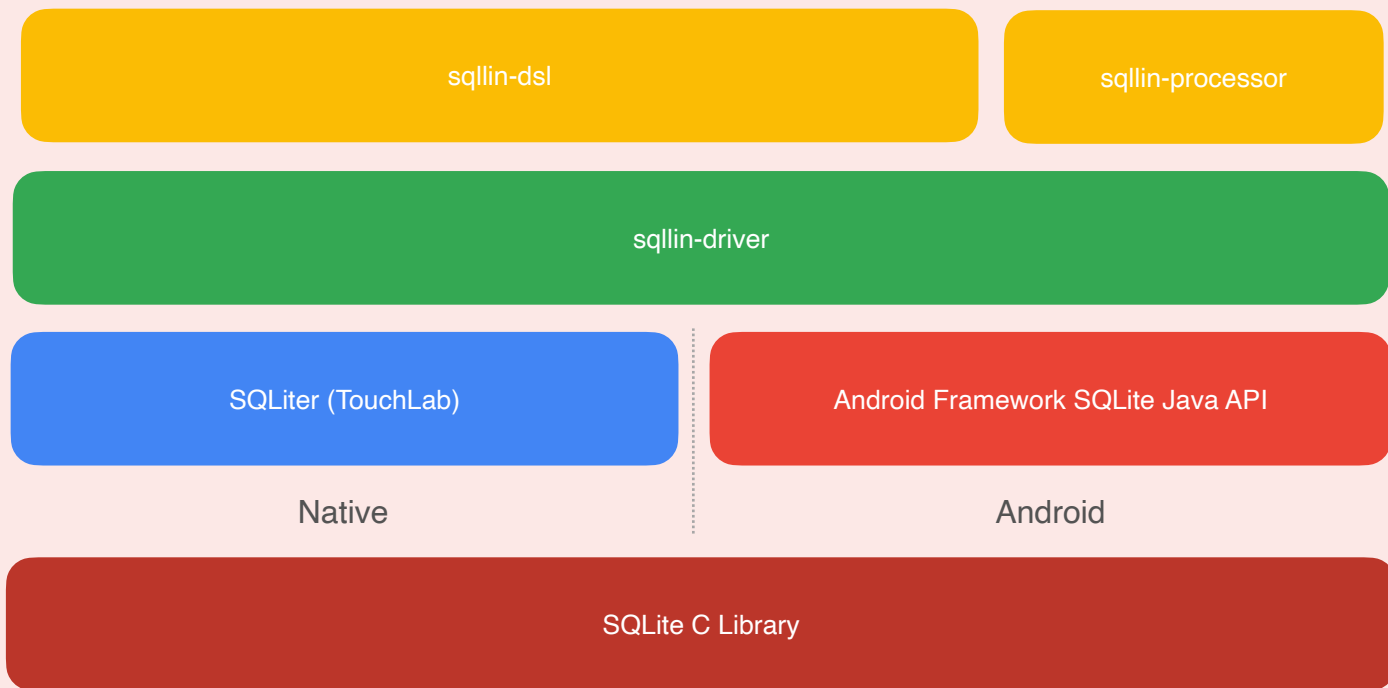 sqllin-dsl
sqllin-processor
sqllin-driver
SQLiter (TouchLab)
Android Framework SQLite Java API
Native
Android
SQLite C Library